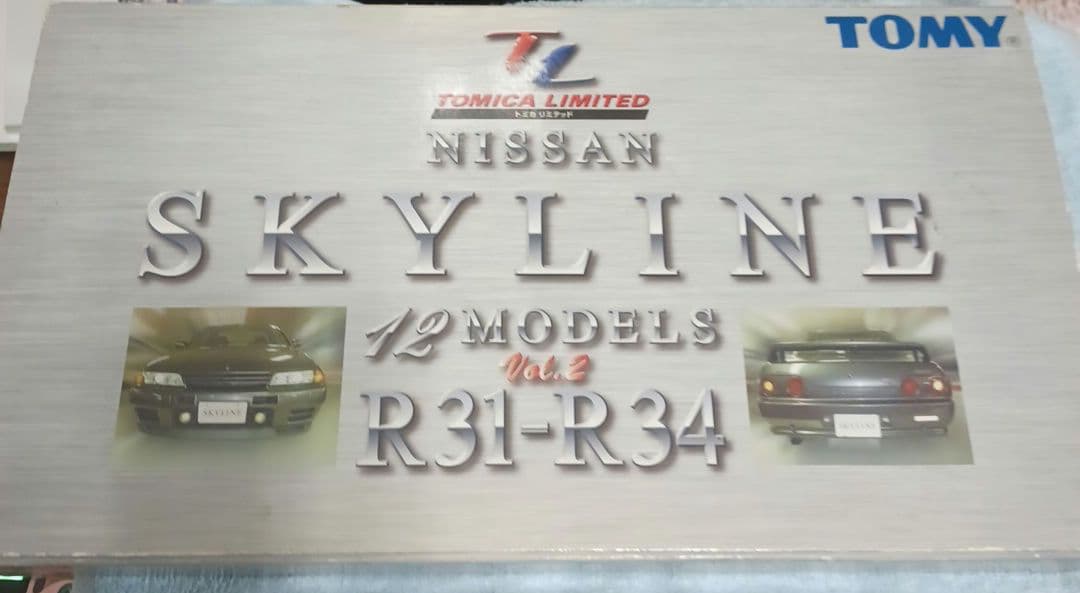 TOMY
TL
TOMICA LIMITED
トミカ リミテッド
NISSAN
SKYLINE
12 MODELS
Vol.2
R31-R34
SKYLINE
SKYLINE